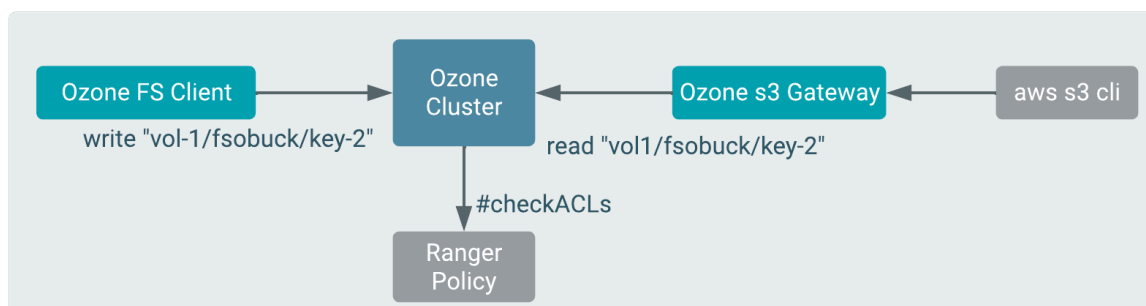 Ozone FS Client
write "vol-1/fsobuck/key-2"
Ozone
Cluster
Ozone s3 Gateway
aws s3 cli
read "vol1/fsobuck/key-2"
#checkACLs
Ranger
Policy